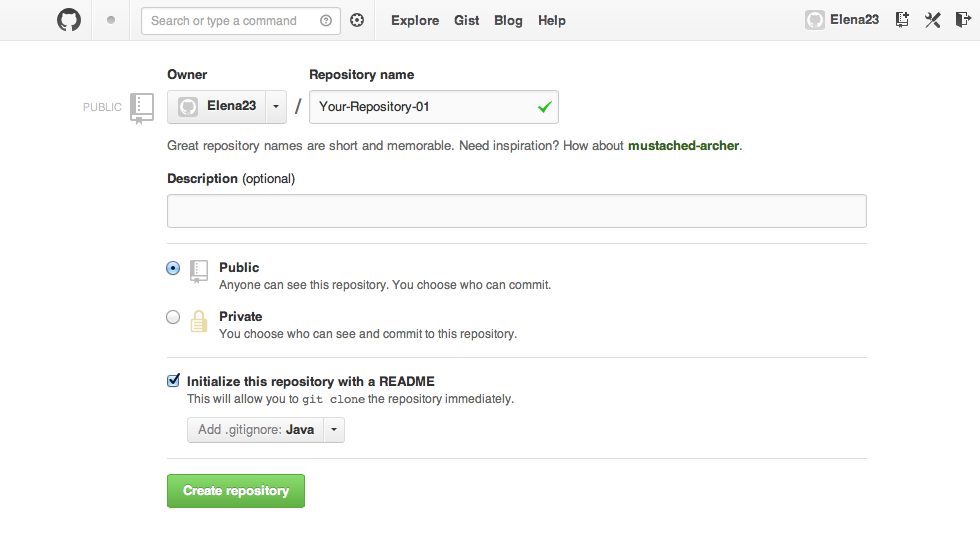 Search or type a command
Explore Gist Blog Help
Elena23
Owner Repository name
PUBLIC Elena23 / Your-Repository-01
Great repository names are short and memorable. Need inspiration? How about mustached-archer.
Description (optional)
Public
Anyone can see this repository. You choose who can commit.
Private
You choose who can see and commit to this repository.
Initialize this repository with a README
This will allow you to git clone the repository immediately.
Add .gitignore: Java
Create repository